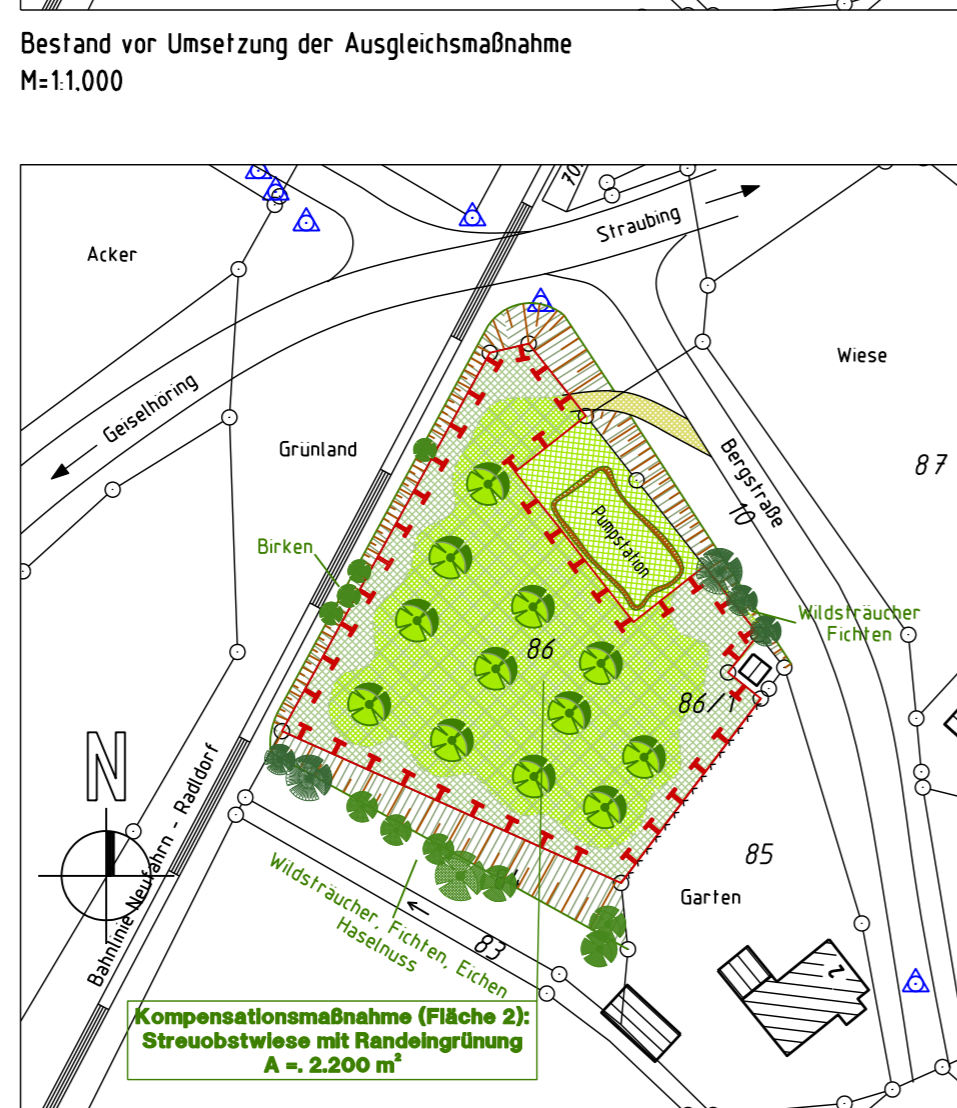 Bestand vor Umsetzung der Ausgleichsmaßnahme
M=1:1.000
Acker
Straubing
Wiese
Geiselhöring
Grünland
87
Bergstraße
10
Birken
Pumpstation
Wildsträucher
Fichten
86
86/1
N
Bahnlinie Neufahrn - Radldorf
85
Garten
Wildsträucher, Fichten, Eichen
Haselnuss
83
2
Kompensationsmaßnahme (Fläche 2):
Streuobstwiese mit Randeingrünung
A =. 2.200 m²